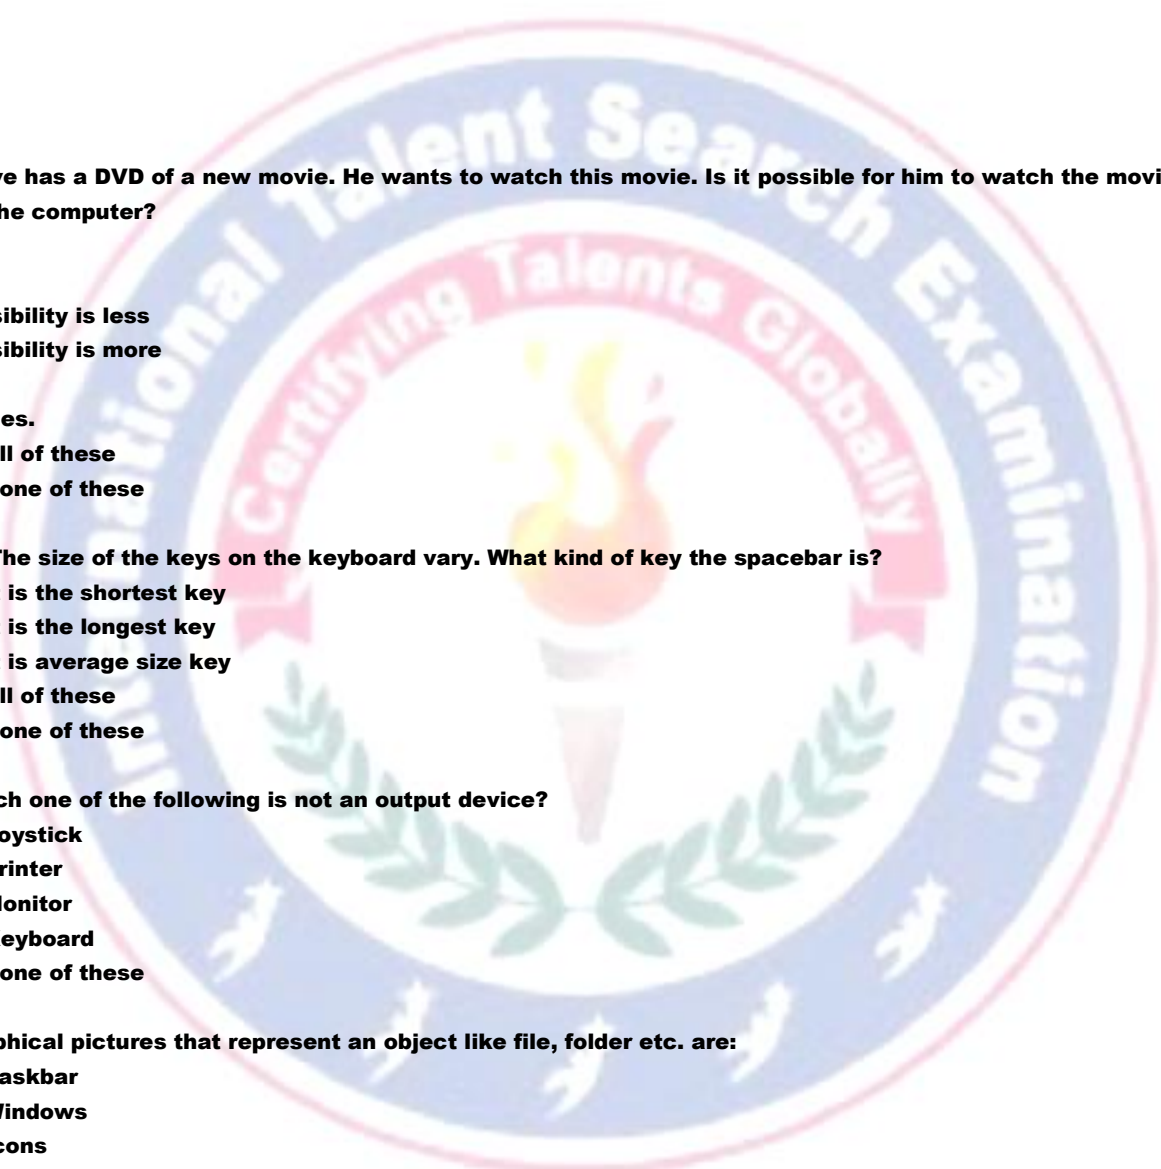 International Talent Search Examination
Certifying Talents Globally
ve has a DVD of a new movie. He wants to watch this movie. Is it possible for him to watch the movi
he computer?
sibility is less
sibility is more
es.
ll of these
one of these
The size of the keys on the keyboard vary. What kind of key the spacebar is?
is the shortest key
is the longest key
is average size key
ll of these
one of these
ch one of the following is not an output device?
oystick
rinter
onitor
eyboard
one of these
phical pictures that represent an object like file, folder etc. are:
askbar
Windows
cons